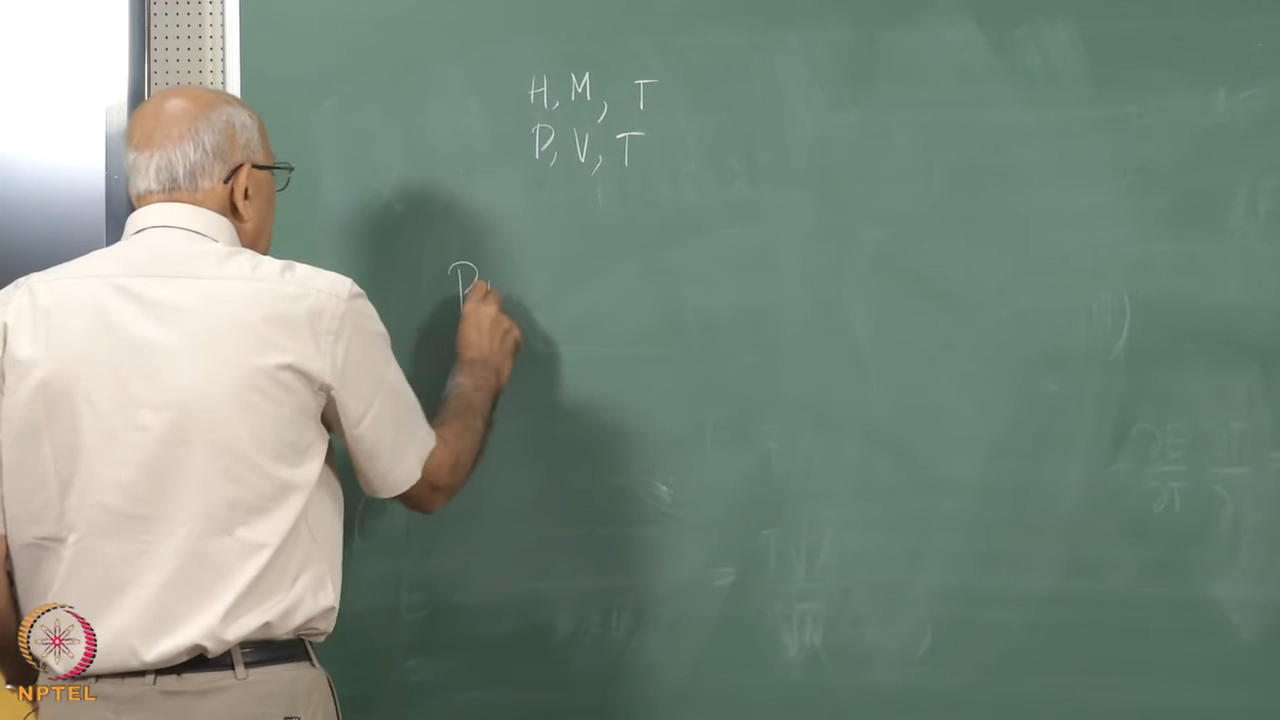 H, M, T
P, V, T
P
NPTEL